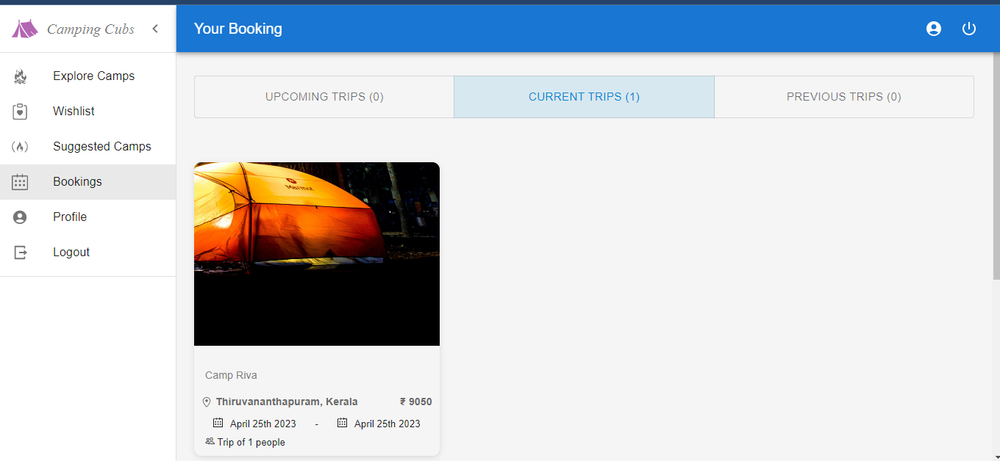 Camping Cubs
Your Booking
Explore Camps
Wishlist
Suggested Camps
Bookings
Profile
Logout
UPCOMING TRIPS (0)
CURRENT TRIPS (1)
PREVIOUS TRIPS (0)
Marmot
Camp Riva
Thiruvananthapuram, Kerala ₹ 9050
April 25th 2023 - April 25th 2023
Trip of 1 people